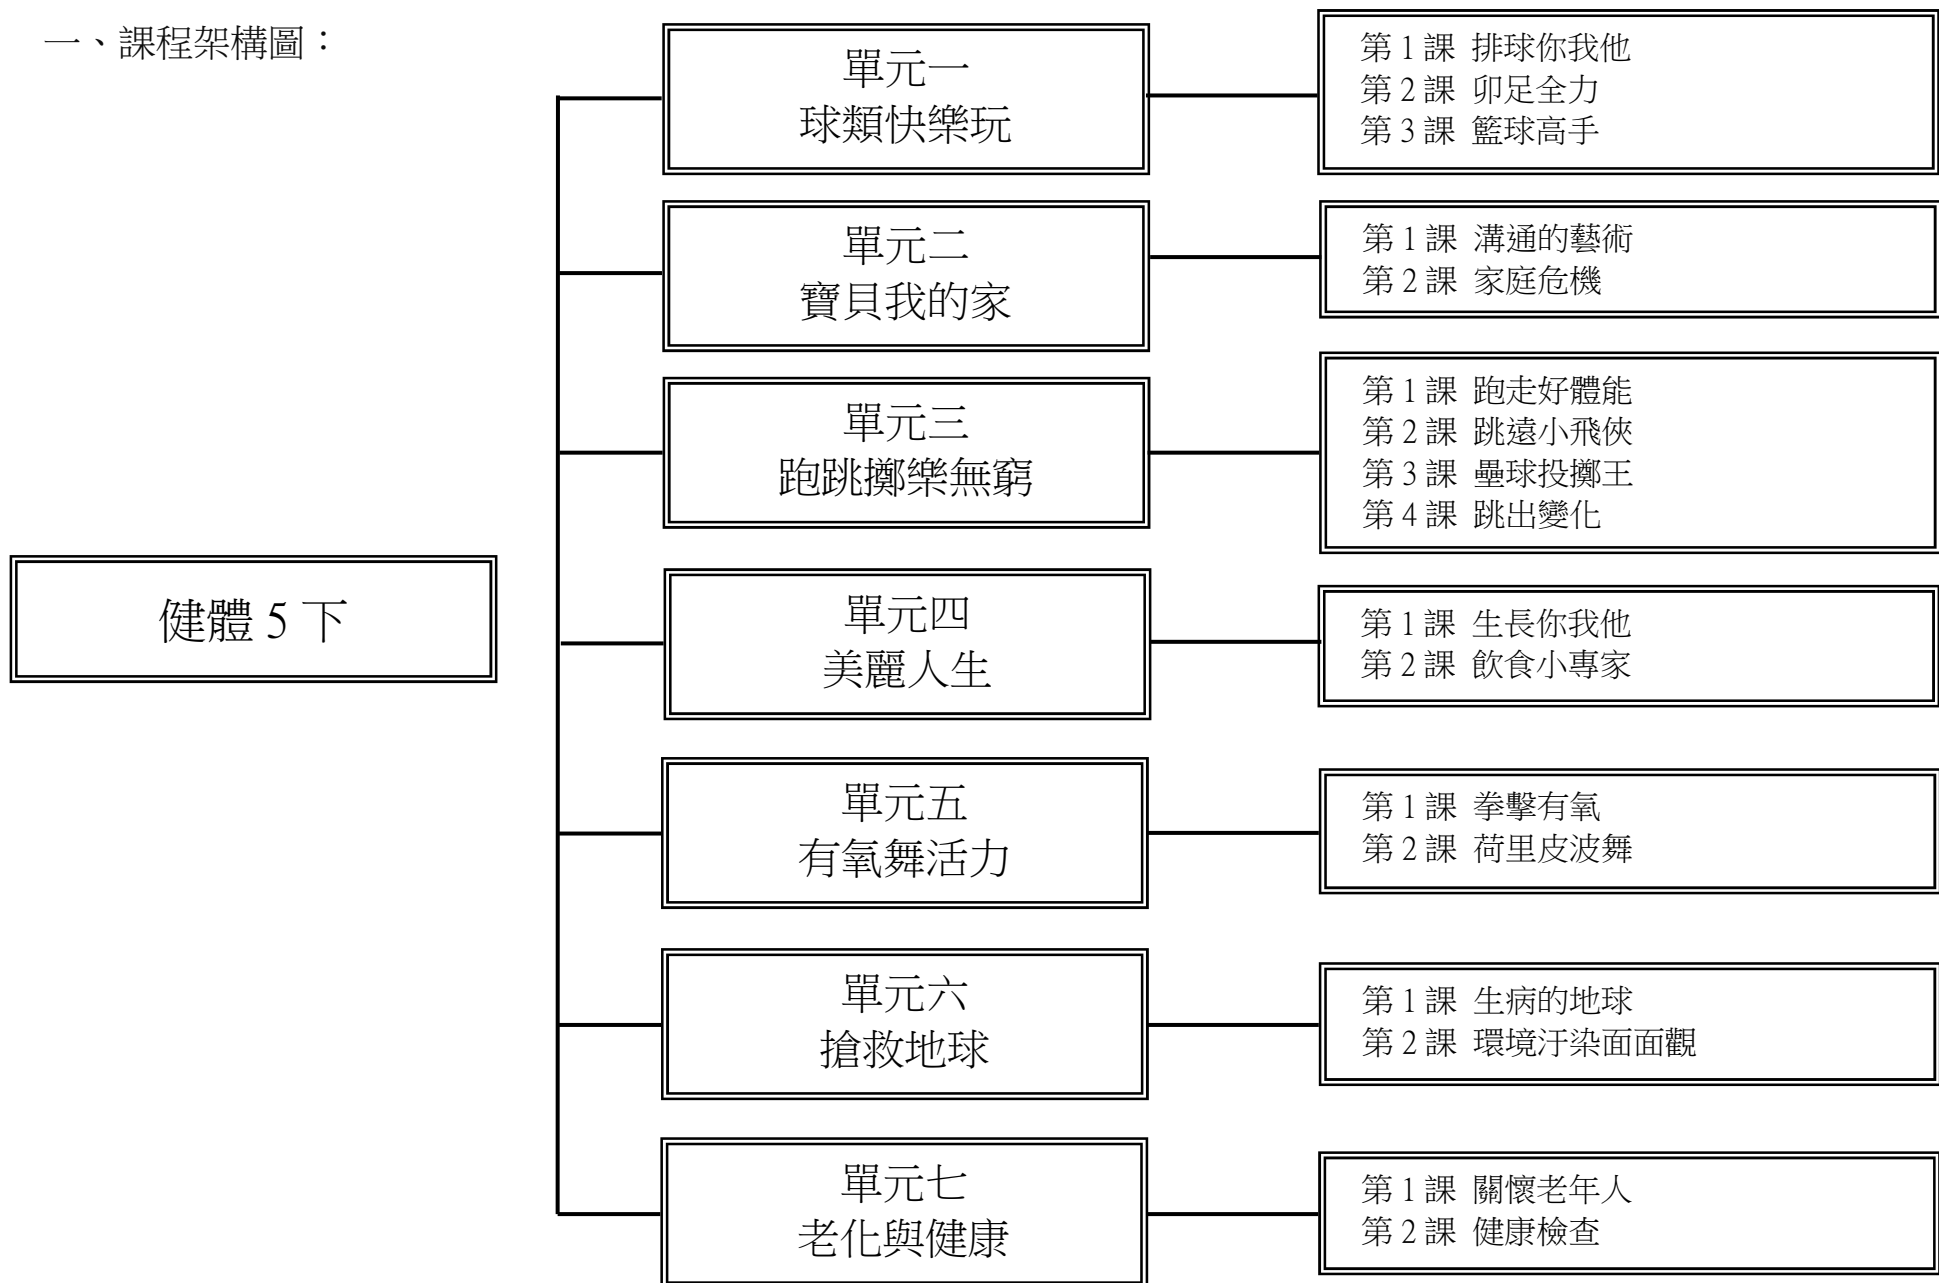 一、課程架構圖：
健體 5 下
單元一
球類快樂玩
第 1 課 排球你我他
第 2 課 卯足全力
第 3 課 籃球高手
單元二
寶貝我的家
第 1 課 溝通的藝術
第 2 課 家庭危機
單元三
跑跳擲樂無窮
第 1 課 跑走好體能
第 2 課 跳遠小飛俠
第 3 課 壘球投擲王
第 4 課 跳出變化
單元四
美麗人生
第 1 課 生長你我他
第 2 課 飲食小專家
單元五
有氧舞活力
第 1 課 拳擊有氧
第 2 課 荷里皮波舞
單元六
搶救地球
第 1 課 生病的地球
第 2 課 環境汙染面面觀
單元七
老化與健康
第 1 課 關懷老年人
第 2 課 健康檢查